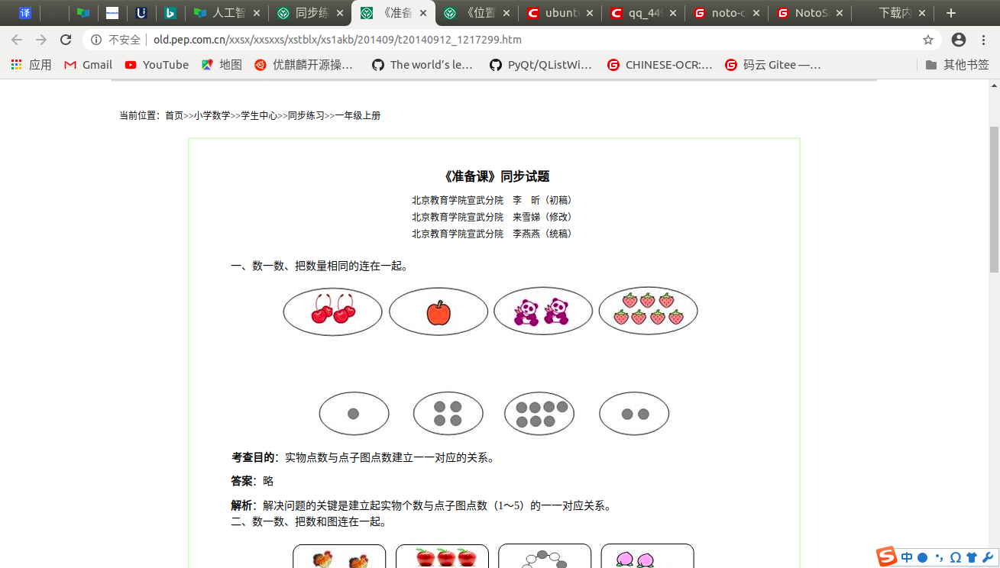 译
人工智
同步练
《准备
《位置
ubunt
qq_449
noto-c
NotoS
下载内
不安全
old.pep.com.cn/xxsx/xxsxxs/xstblx/xs1akb/201409/t20140912_1217299.htm
应用
Gmail
YouTube
地图
优麒麟开源操…
The world's le…
PyQt/QListWi…
CHINESE-OCR:…
码云 Gitee —…
其他书签
当前位置：首页>>小学数学>>学生中心>>同步练习>>一年级上册
《准备课》同步试题
北京教育学院宣武分院 李 昕（初稿）
北京教育学院宣武分院 来雪娣（修改）
北京教育学院宣武分院 李燕燕（统稿）
一、数一数、把数量相同的连在一起。
考查目的：实物点数与点子图点数建立一一对应的关系。
答案：略
解析：解决问题的关键是建立起实物个数与点子图点数（1～5）的一一对应关系。
二、数一数、把数和图连在一起。
中